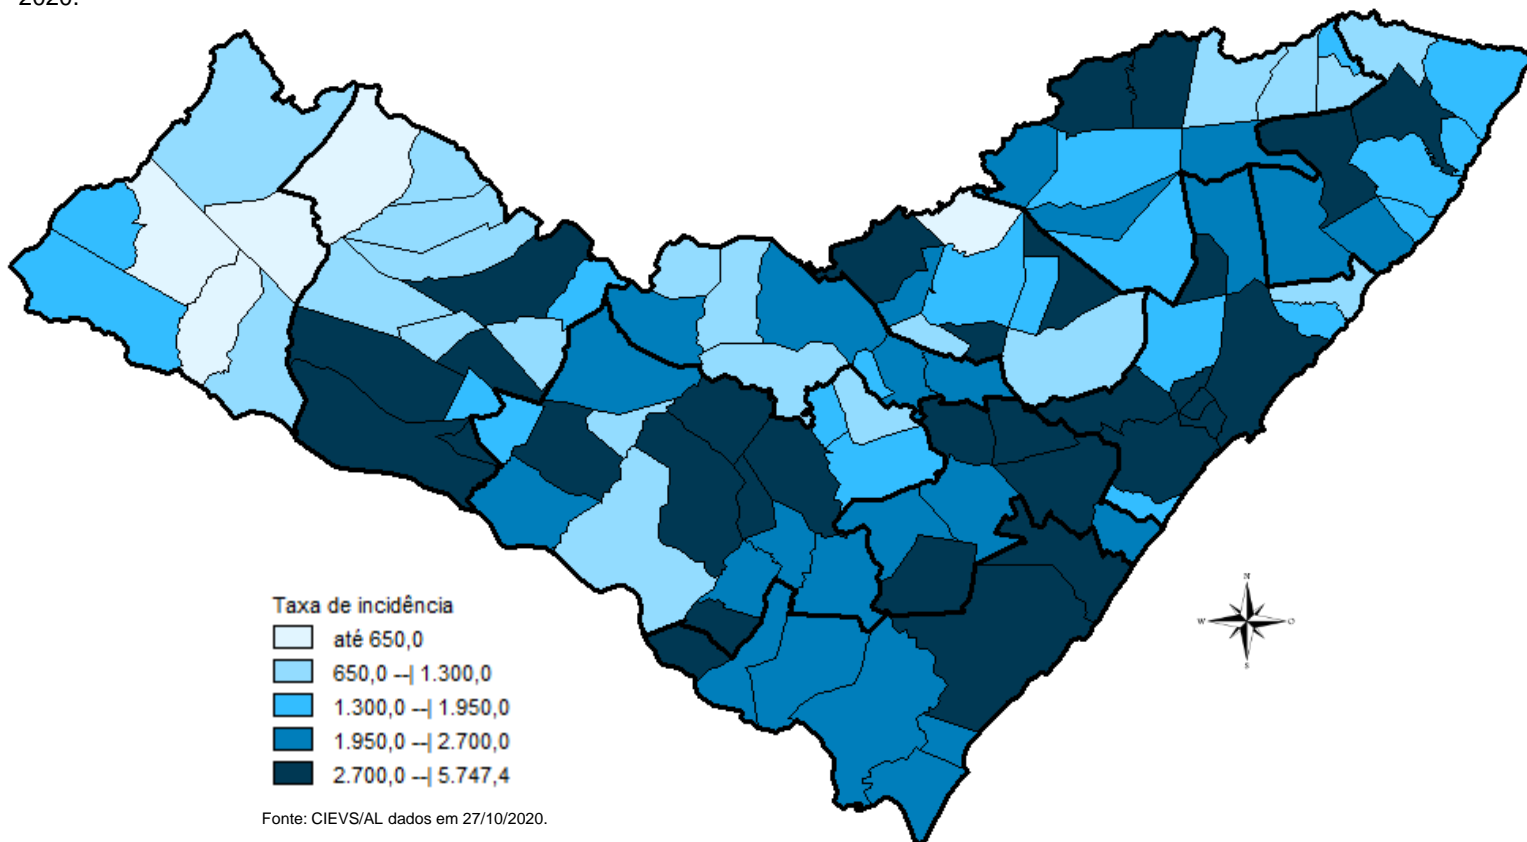 2020.
Taxa de incidência
até 650,0
650,0 --| 1.300,0
1.300,0 --| 1.950,0
1.950,0 --| 2.700,0
2.700,0 --| 5.747,4
Fonte: CIEVS/AL dados em 27/10/2020.
N
W
O
S